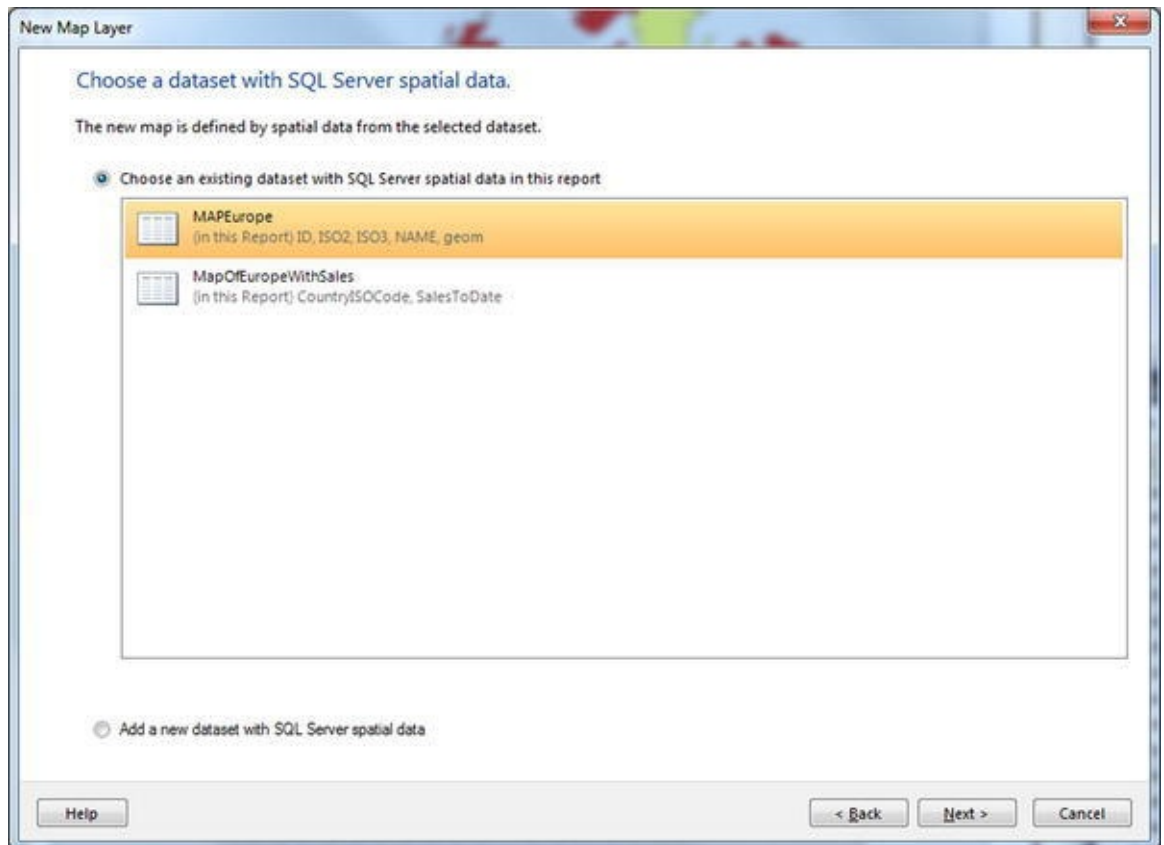 New Map Layer
Choose a dataset with SQL Server spatial data.
The new map is defined by spatial data from the selected dataset.
Choose an existing dataset with SQL Server spatial data in this report
MAPEurope
(in this Report) ID, ISO2, ISO3, NAME, geom
MapOfEuropeWithSales
(in this Report) CountryISOCode, SalesToDate
Add a new dataset with SQL Server spatial data
Help
< Back
Next >
Cancel